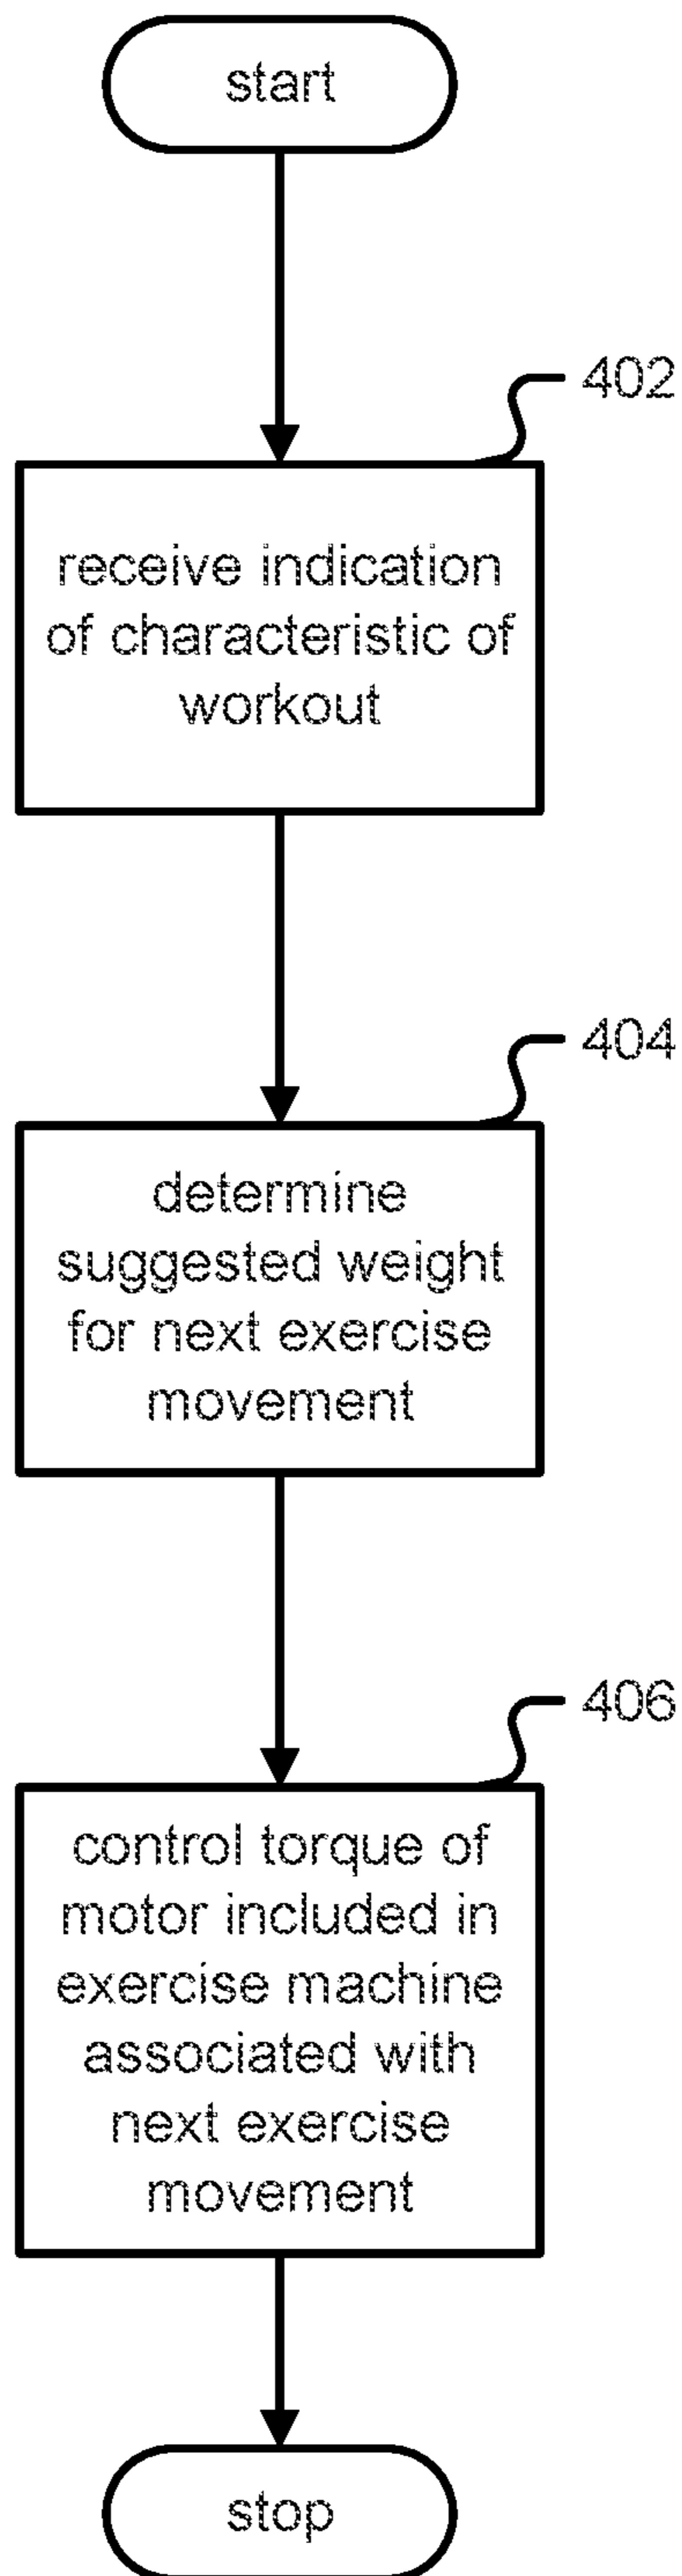 start
402
receive indication
of characteristic of
workout
404
determine
suggested weight
for next exercise
movement
406
control torque of
motor included in
exercise machine
associated with
next exercise
movement
stop